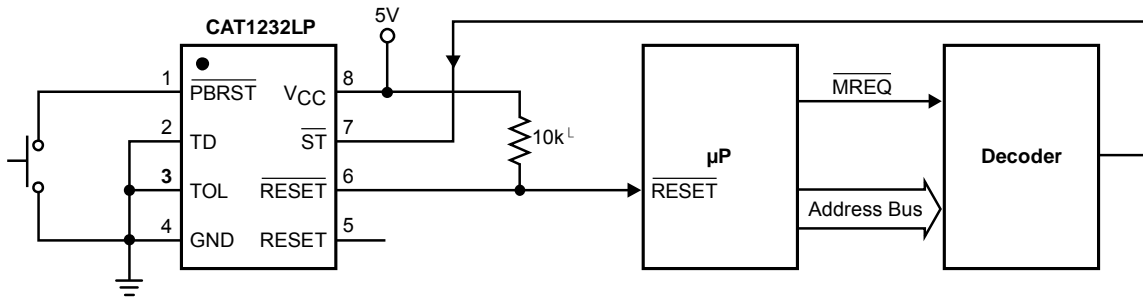 CAT1232LP
5V
1
PBRST
VCC
8
2
TD
ST
7
10k
3
TOL
RESET
6
4
GND
RESET
5
µP
RESET
MREQ
Address Bus
Decoder